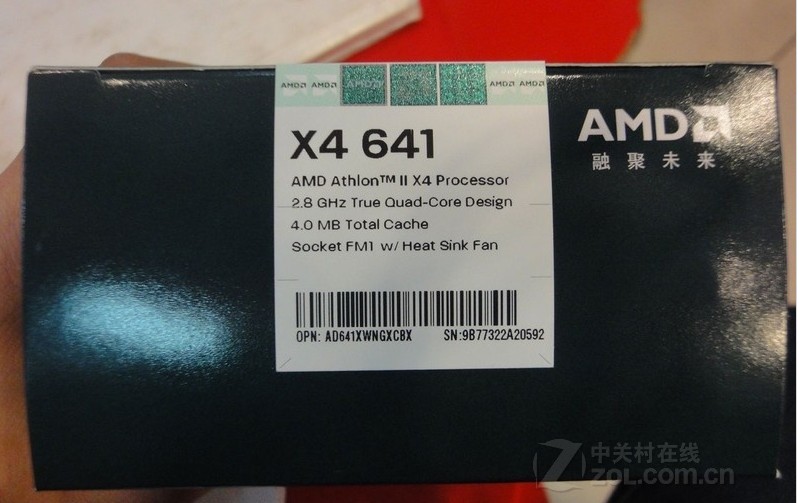 AMD AMD AMD AMD
X4 641
AMD Athlon™ II X4 Processor
2.8 GHz True Quad-Core Design
4.0 MB Total Cache
Socket FM1 w/ Heat Sink Fan
OPN: AD641XWNGXCBX SN:9B77322A20592
AMD
融聚未来
中关村在线
ZOL.com.cn